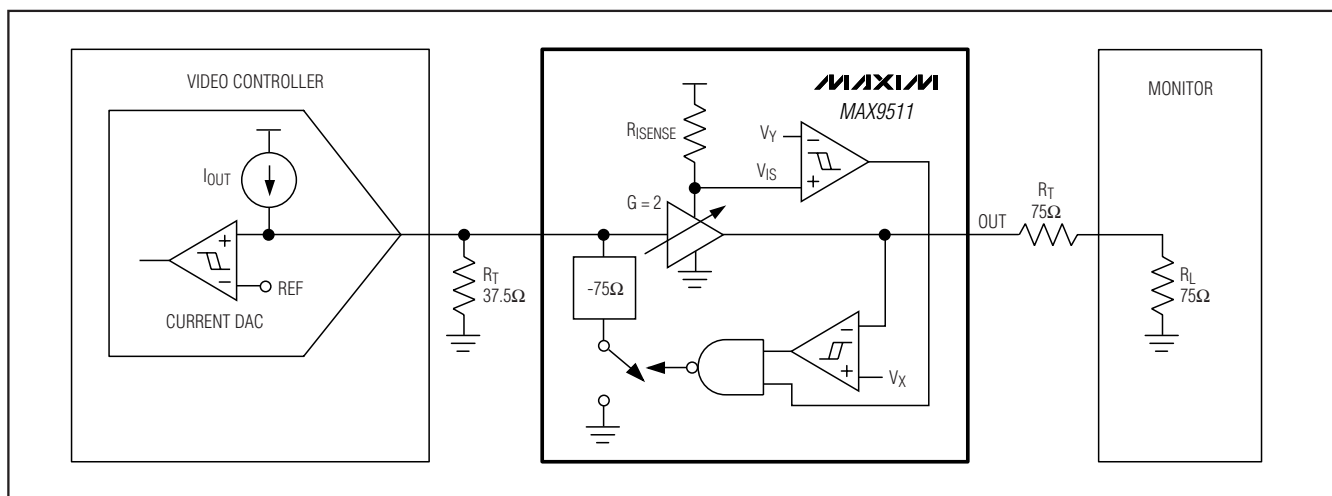 VIDEO CONTROLLER
IOUT
+
−
REF
CURRENT DAC
RT
37.5Ω
MAXIM
MAX9511
RISENSE
VY
−
VIS
+
G = 2
-75Ω
−
+
VX
OUT
RT
75Ω
MONITOR
RL
75Ω